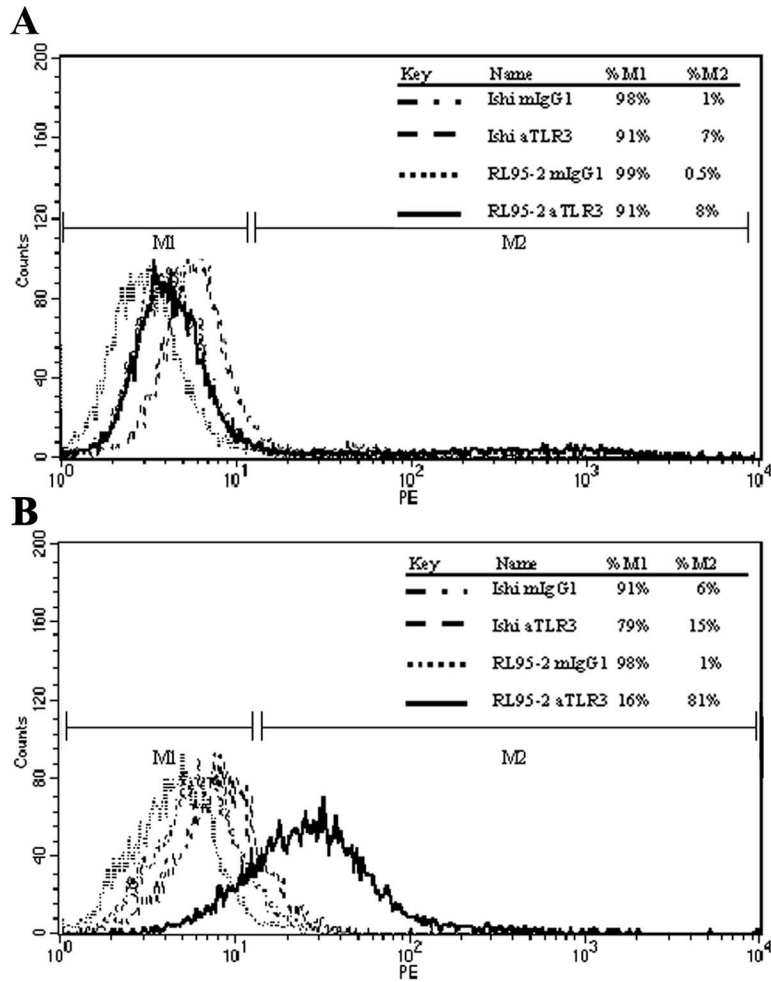 A
200
160
120
80
40
0
Counts
Key Name % M1 %M2
Ishi mIgG1 98% 1%
Ishi aTLR3 91% 7%
RL95-2 mIgG1 99% 0.5%
RL95-2 aTLR3 91% 8%
M1 M2
10⁰ 10¹ 10² 10³ 10⁴
PE
B
200
160
120
80
40
0
Counts
Key Name % M1 % M2
Ishi mIgG1 91% 6%
Ishi aTLR3 79% 15%
RL95-2 mIgG1 98% 1%
RL95-2 aTLR3 16% 81%
M1 M2
10⁰ 10¹ 10² 10³ 10⁴
PE